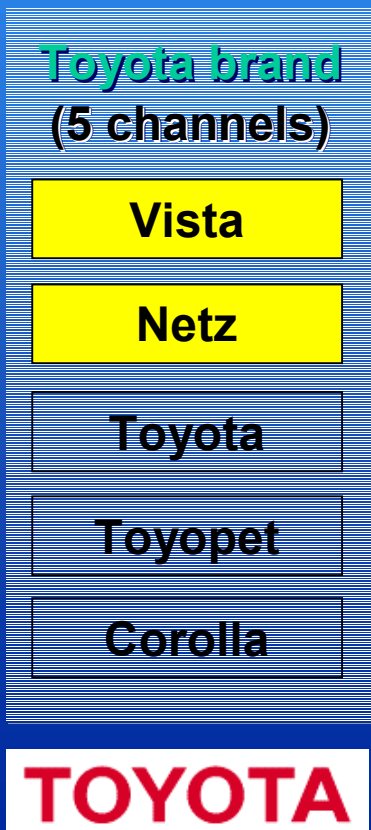 Toyota brand
(5 channels)
Vista
Netz
Toyota
Toyopet
Corolla
TOYOTA